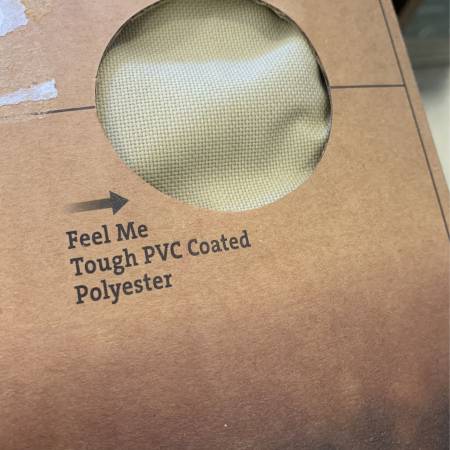 Feel Me
Tough PVC Coated
Polyester